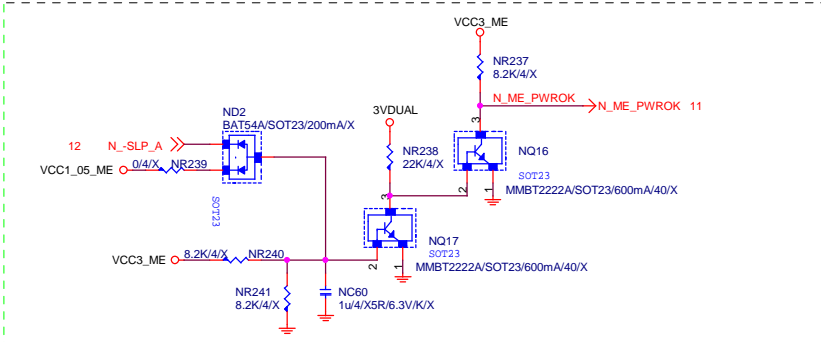 VCC3_ME
NR237
8.2K/4/X
N_ME_PWROK
N_ME_PWROK 11
3
ND2
BAT54A/SOT23/200mA/X
3VDUAL
12 N_-SLP_A
NR238
22K/4/X
NQ16
SOT23
VCC1_05_ME
0/4/X
NR239
2
1
MMBT2222A/SOT23/600mA/40/X
SOT23
3
NQ17
SOT23
VCC3_ME
8.2K/4/X
NR240
2
1
MMBT2222A/SOT23/600mA/40/X
NR241
8.2K/4/X
NC60
1u/4/X5R/6.3V/K/X